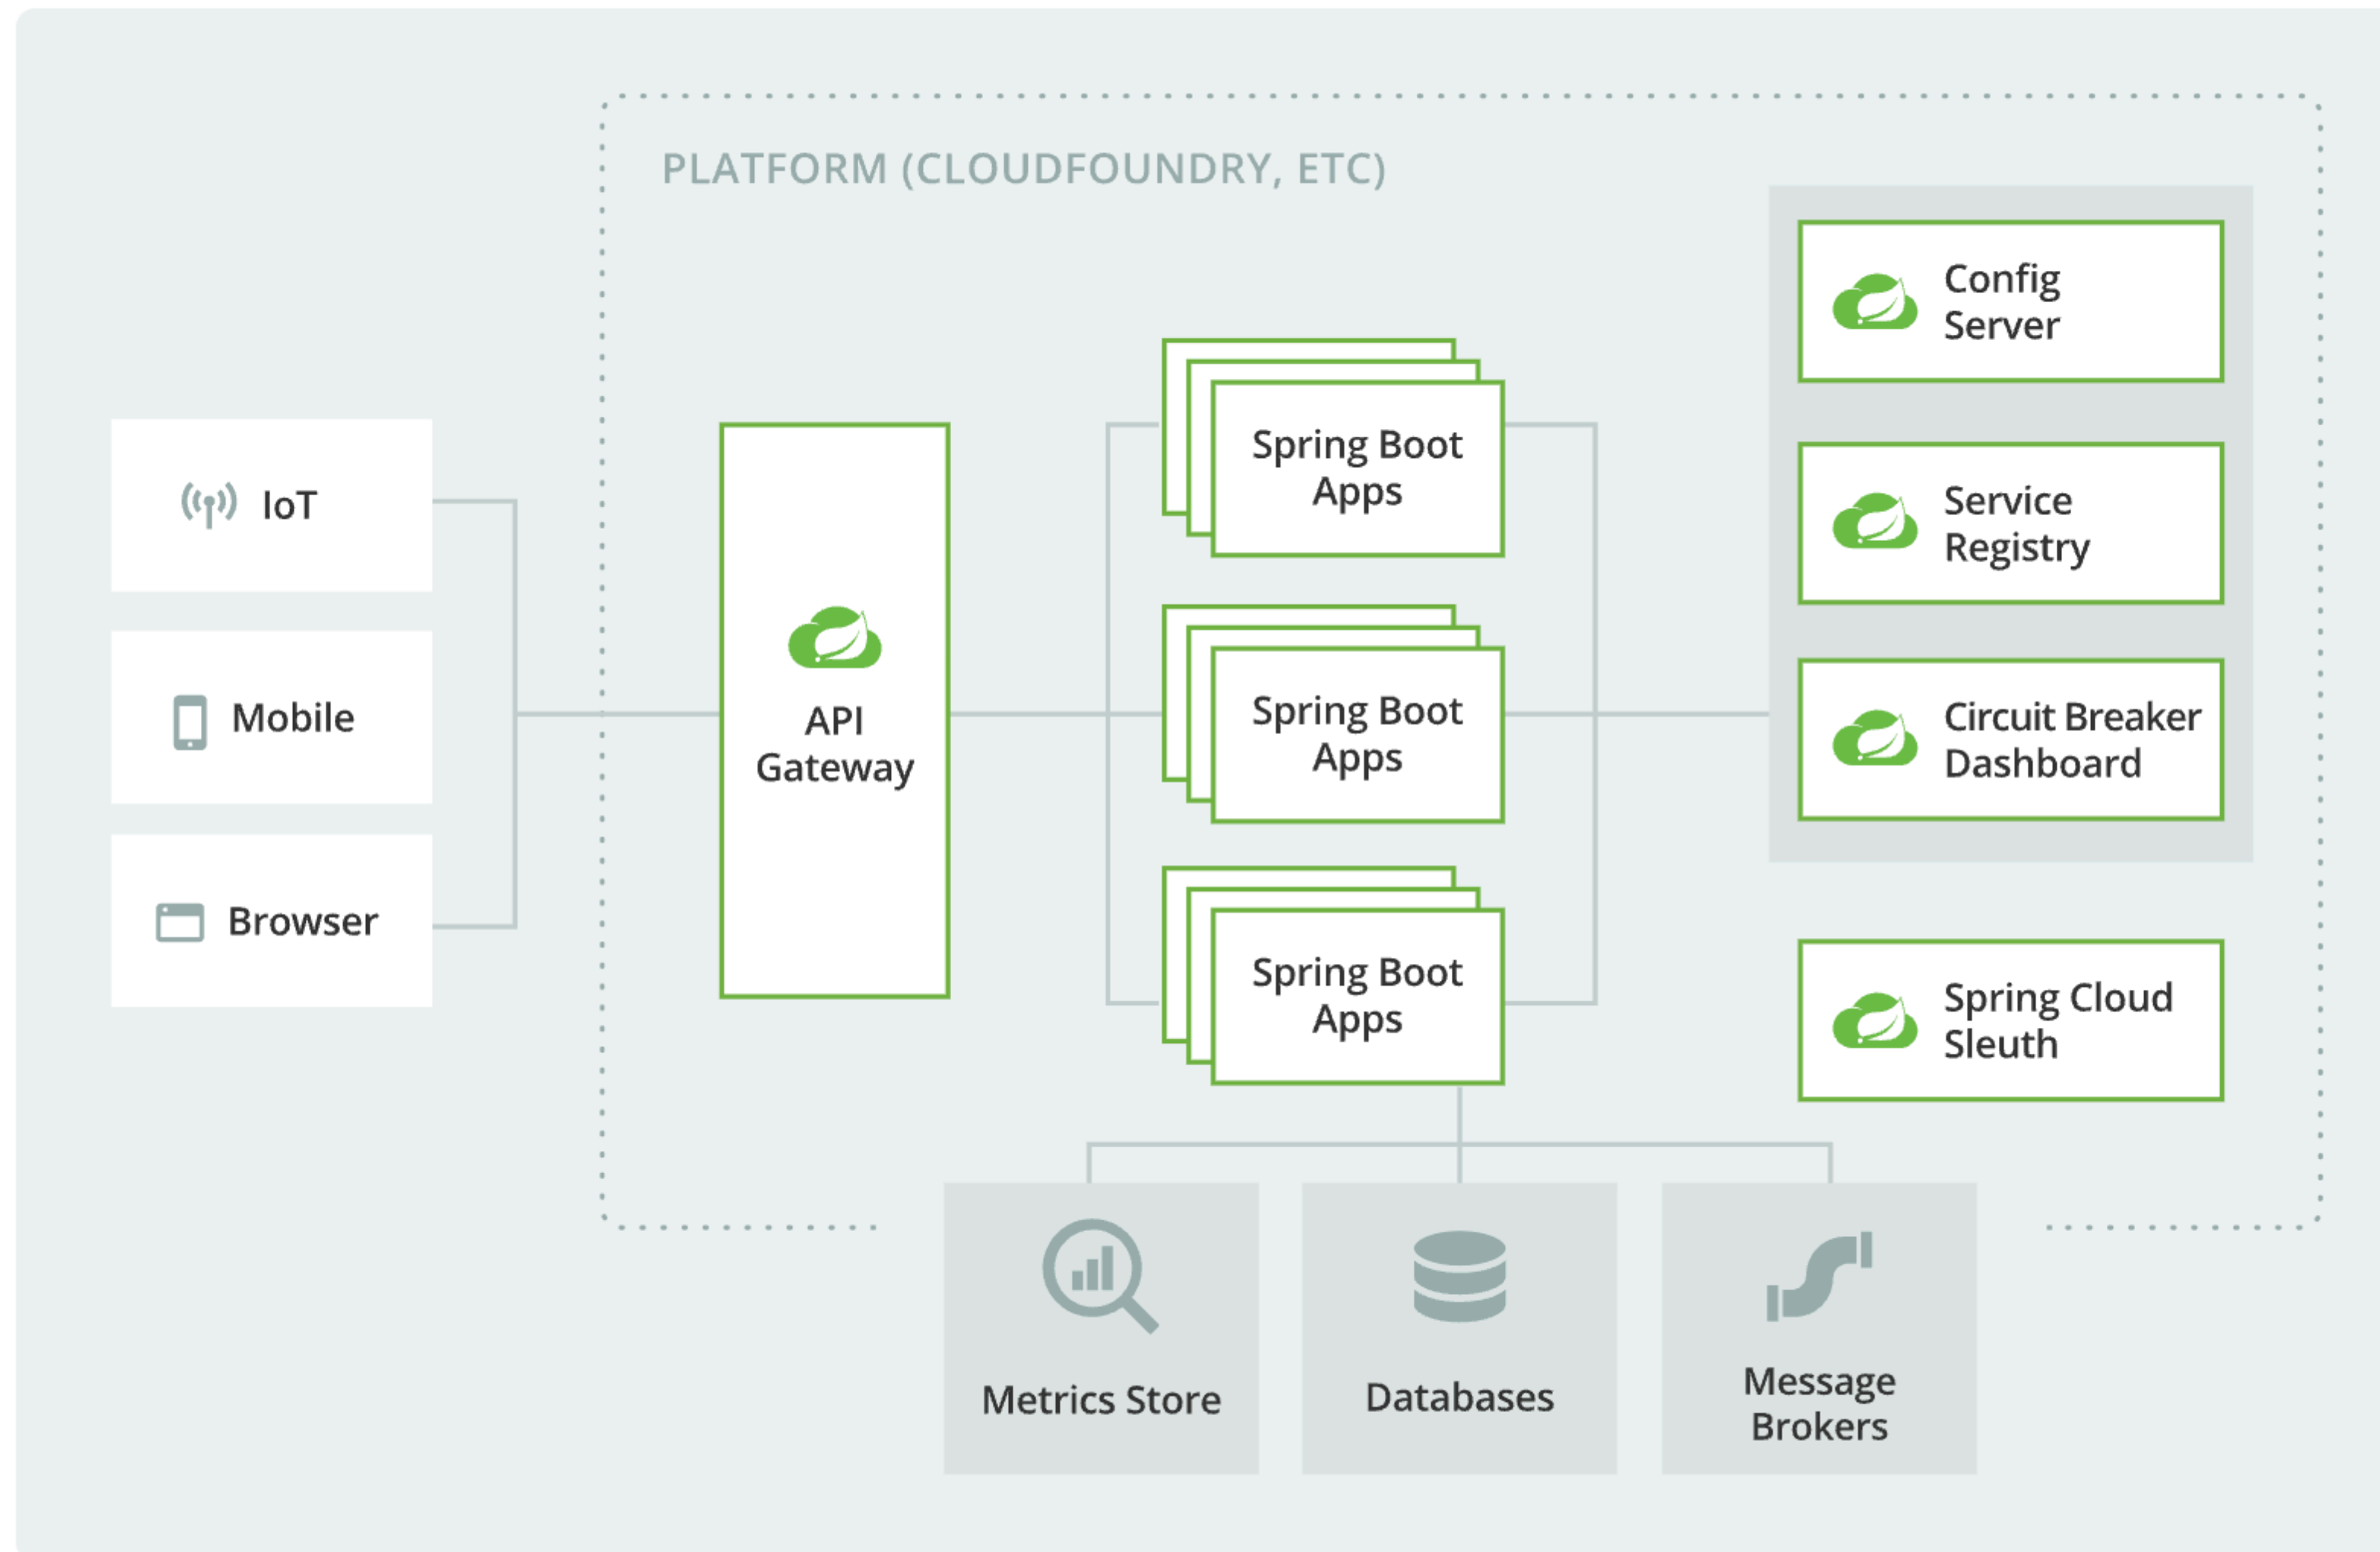 PLATFORM (CLOUDFOUNDRY, ETC)
IoT
Mobile
Browser
API
Gateway
Spring Boot
Apps
Spring Boot
Apps
Spring Boot
Apps
Config
Server
Service
Registry
Circuit Breaker
Dashboard
Spring Cloud
Sleuth
Metrics Store
Databases
Message
Brokers